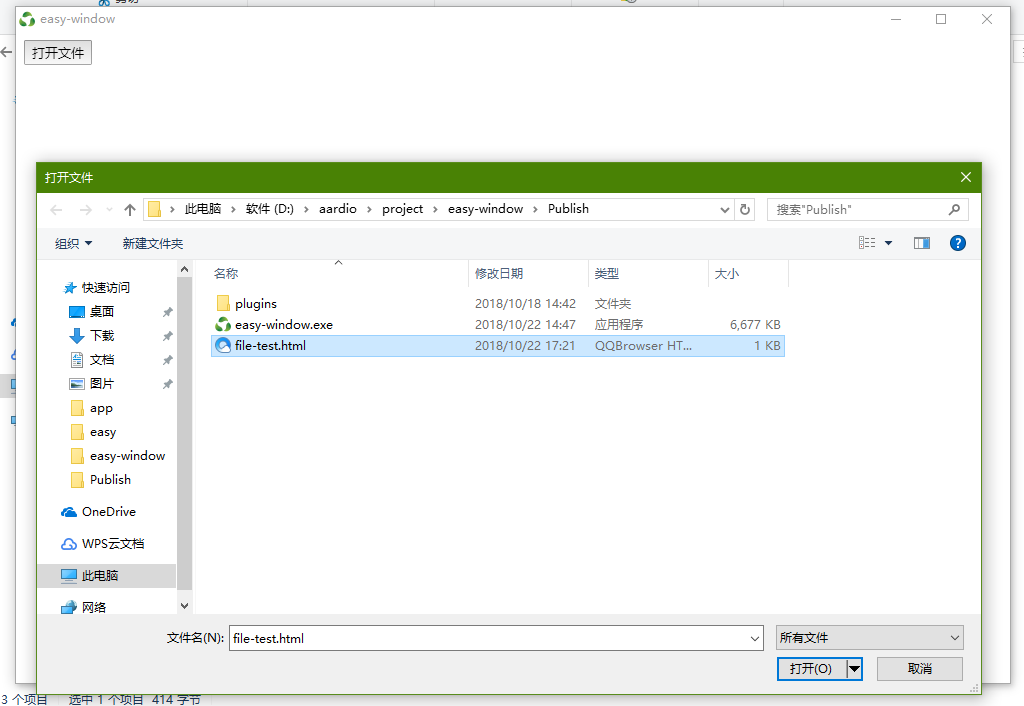 剪切
easy-window
打开文件
打开文件
此电脑 软件 (D:) aardio project easy-window Publish 搜索"Publish"
组织 新建文件夹
名称 修改日期 类型 大小
plugins 2018/10/18 14:42 文件夹
easy-window.exe 2018/10/22 14:47 应用程序 6,677 KB
file-test.html 2018/10/22 17:21 QQBrowser HT... 1 KB
快速访问
桌面
下载
文档
图片
app
easy
easy-window
Publish
OneDrive
WPS云文档
此电脑
网络
文件名(N): file-test.html 所有文件
打开(O) 取消
3 个项目 选中 1 个项目 414 字节